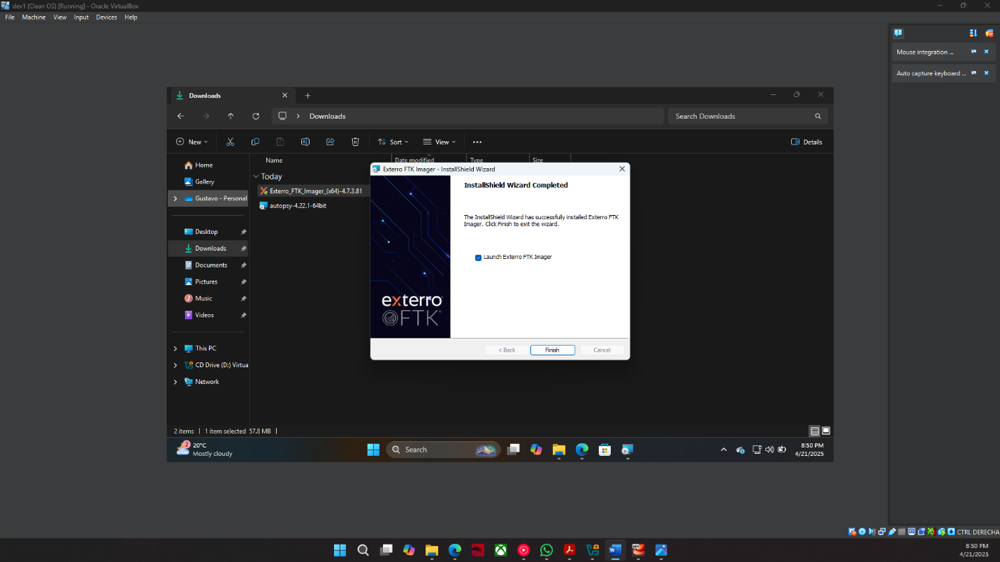 dev1 (Clean OS) [Running] - Oracle VirtualBox
File Machine View Input Devices Help
Mouse integration ...
Auto capture keyboard ...
Downloads
Downloads
Search Downloads
New
Sort
View
Details
Home
Gallery
Gustavo - Personal
Desktop
Downloads
Documents
Pictures
Music
Videos
This PC
CD Drive (D:) Virtua
Network
Name
Date modified
Type
Size
Today
Exterro_FTK_Imager_(x64)-4.7.3.81
autopsy-4.22.1-64bit
Exterro FTK Imager - InstallShield Wizard
InstallShield Wizard Completed
The InstallShield Wizard has successfully installed Exterro FTK
Imager. Click Finish to exit the wizard.
Launch Exterro FTK Imager
exterro
FTK
< Back
Finish
Cancel
2 items
1 item selected 57.8 MB
2
20°C
Mostly cloudy
Search
8:50 PM
4/21/2025
CTRL DERECHA
8:50 PM
4/21/2025